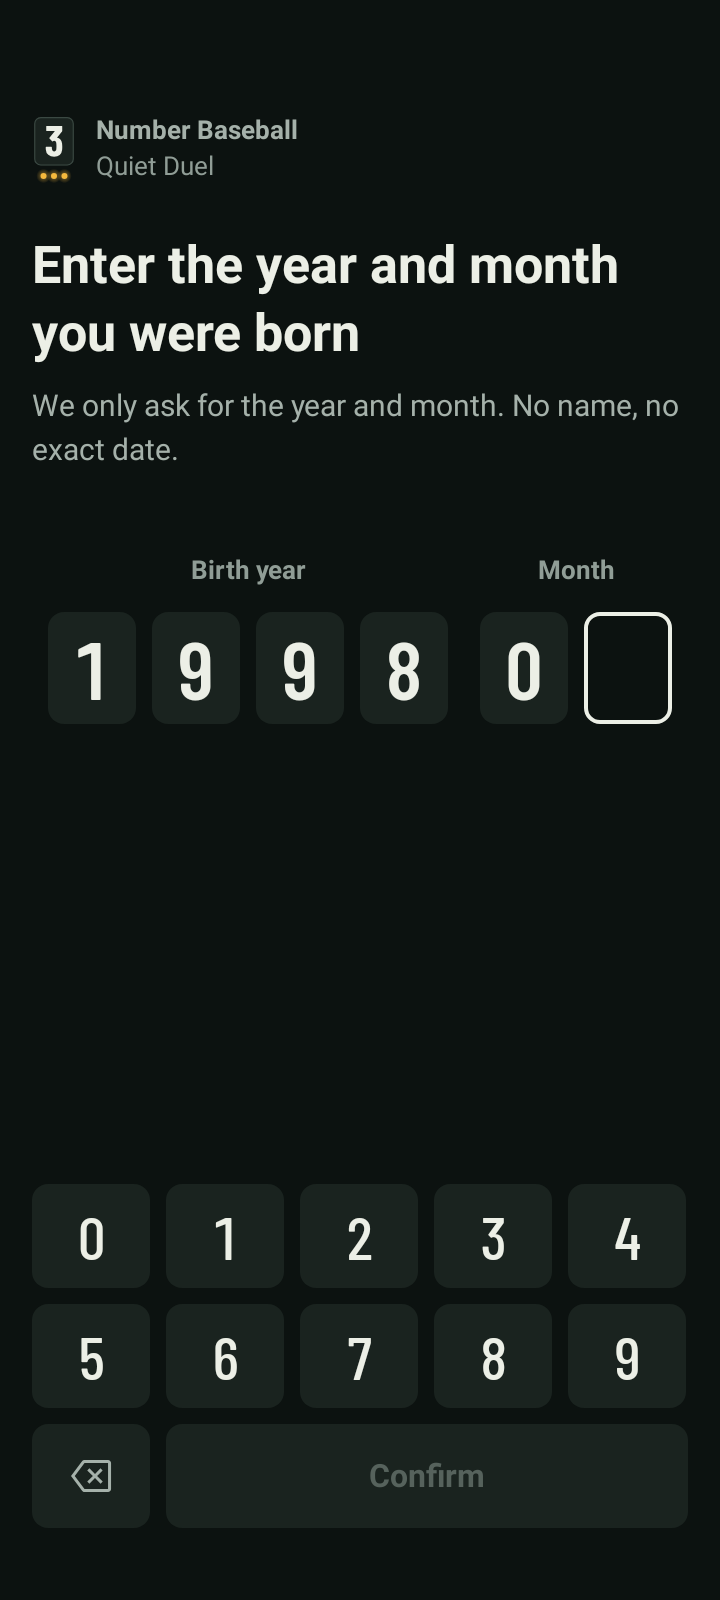 3
Number Baseball
Quiet Duel
Enter the year and month
you were born
We only ask for the year and month. No name, no
exact date.
Birth year Month
1 9 9 8 0
0 1 2 3 4
5 6 7 8 9
Confirm